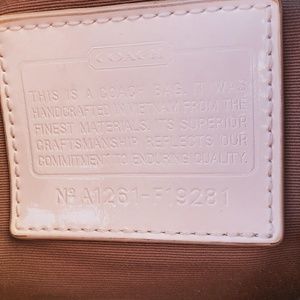 COACH
THIS IS A COACH BAG. IT WAS
HANDCRAFTED IN VIETNAM FROM THE
FINEST MATERIALS. ITS SUPERIOR
CRAFTSMANSHIP REFLECTS OUR
COMMITMENT TO ENDURING QUALITY.
Nº A1261-F19281